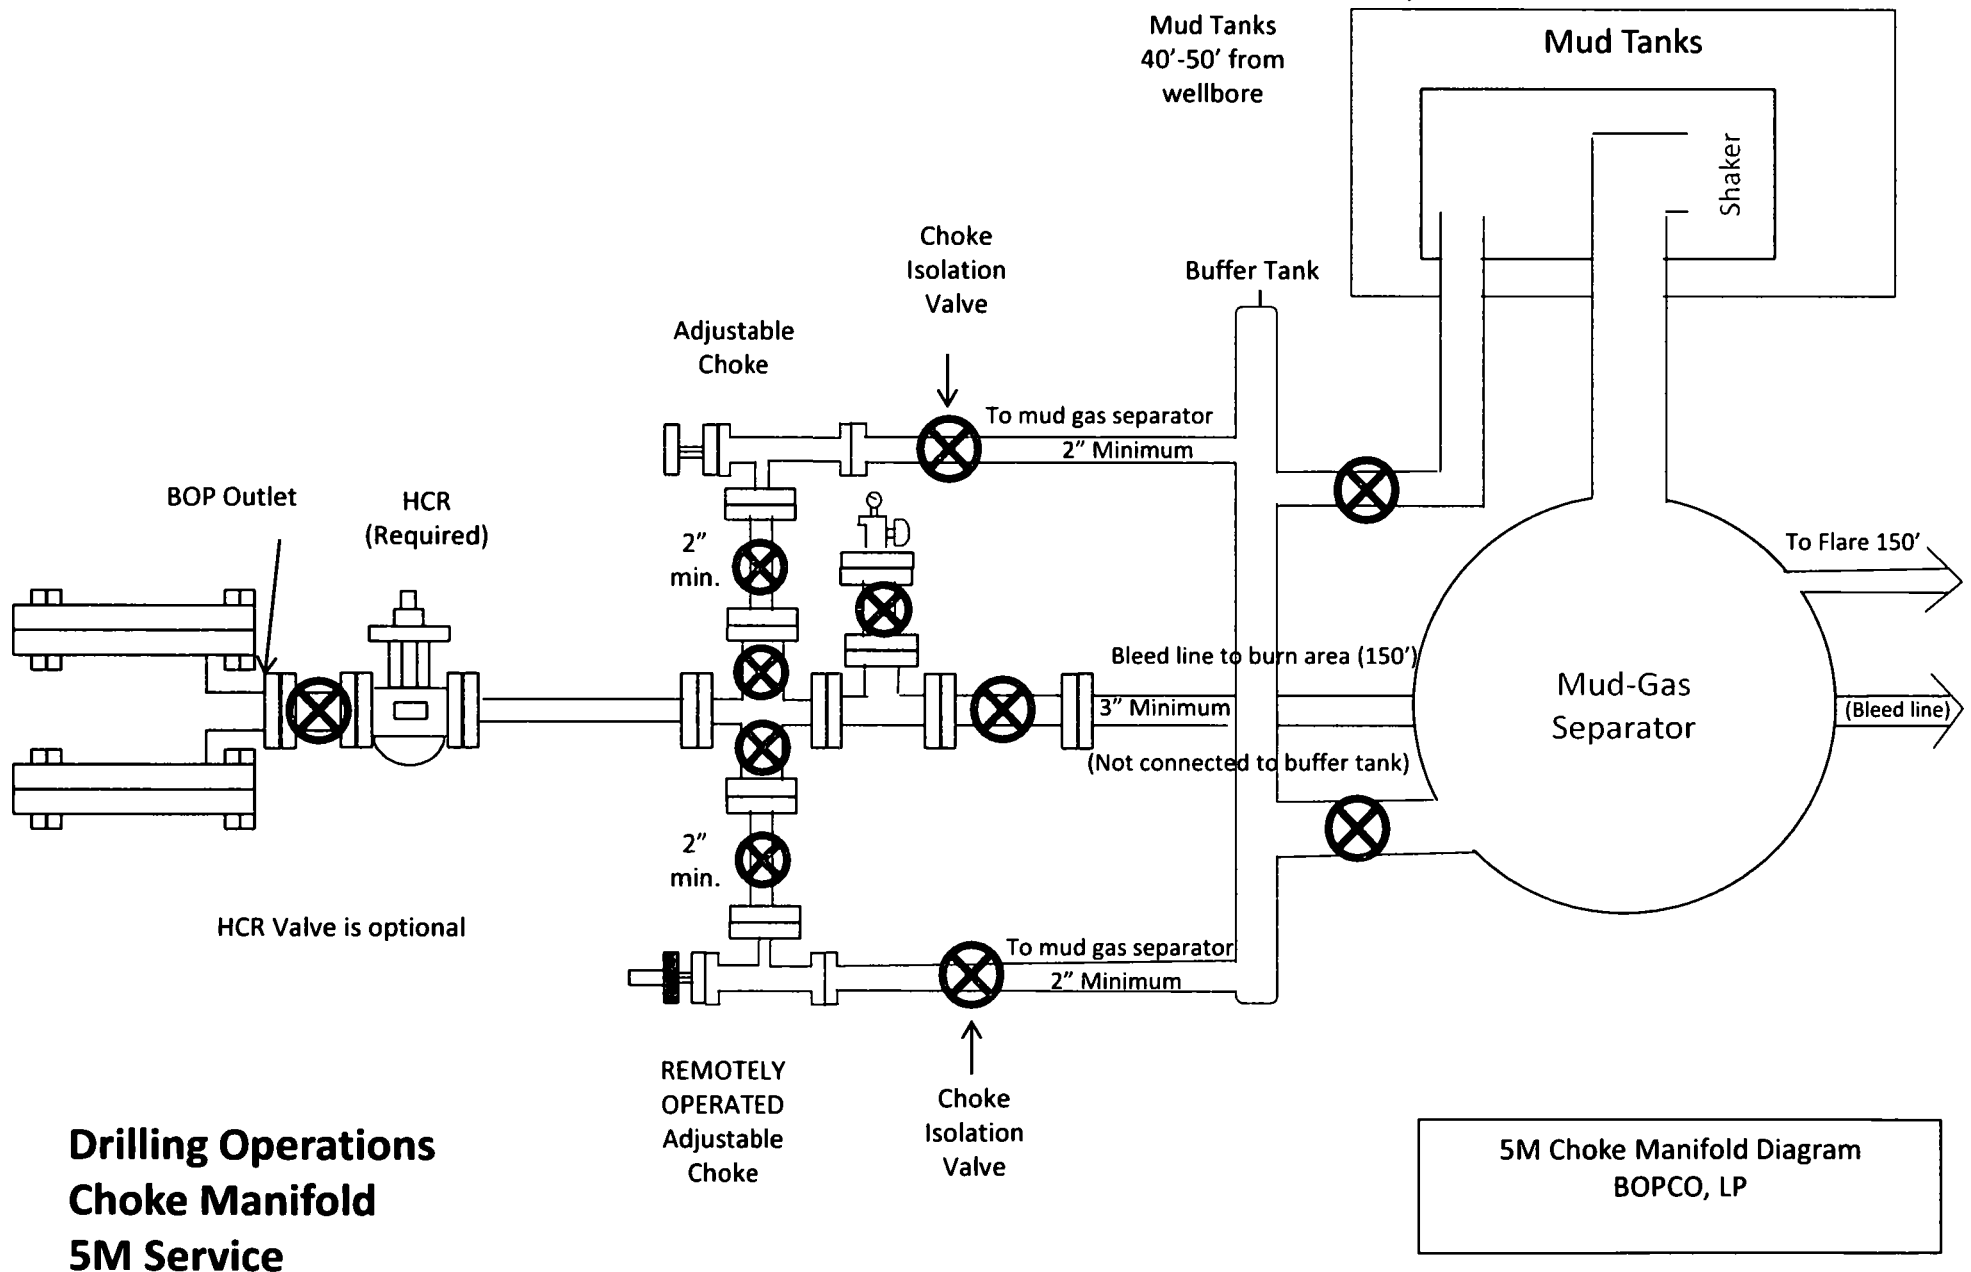 Mud Tanks
40’-50’ from
wellbore
Mud Tanks
Shaker
Choke
Isolation
Valve
Buffer Tank
Adjustable
Choke
To mud gas separator
2” Minimum
BOP Outlet
HCR
(Required)
2”
min.
To Flare 150’
Bleed line to burn area (150’)
3” Minimum
(Not connected to buffer tank)
Mud-Gas
Separator
(Bleed line)
2”
min.
HCR Valve is optional
To mud gas separator
2” Minimum
REMOTELY
OPERATED
Adjustable
Choke
Choke
Isolation
Valve
Drilling Operations
Choke Manifold
5M Service
5M Choke Manifold Diagram
BOPCO, LP